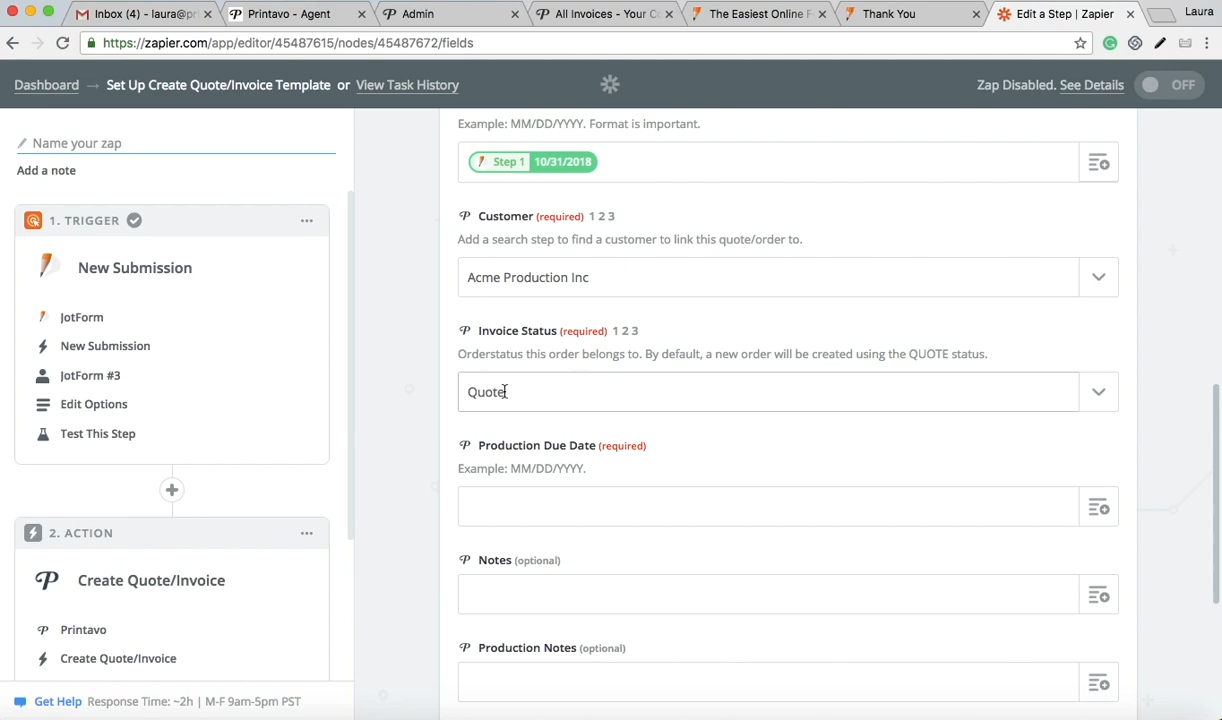 Inbox (4) - laura@pr
Printavo - Agent
Admin
All Invoices - Your Co
The Easiest Online F
Thank You
Edit a Step | Zapier
Laura
https://zapier.com/app/editor/45487615/nodes/45487672/fields
Dashboard → Set Up Create Quote/Invoice Template or View Task History
Zap Disabled. See Details
OFF
Name your zap
Add a note
1. TRIGGER
New Submission
JotForm
New Submission
JotForm #3
Edit Options
Test This Step
2. ACTION
Create Quote/Invoice
Printavo
Create Quote/Invoice
Get Help Response Time: ~2h | M-F 9am-5pm PST
Example: MM/DD/YYYY. Format is important.
Step 1 10/31/2018
Customer (required) 1 2 3
Add a search step to find a customer to link this quote/order to.
Acme Production Inc
Invoice Status (required) 1 2 3
Orderstatus this order belongs to. By default, a new order will be created using the QUOTE status.
Quote
Production Due Date (required)
Example: MM/DD/YYYY.
Notes (optional)
Production Notes (optional)